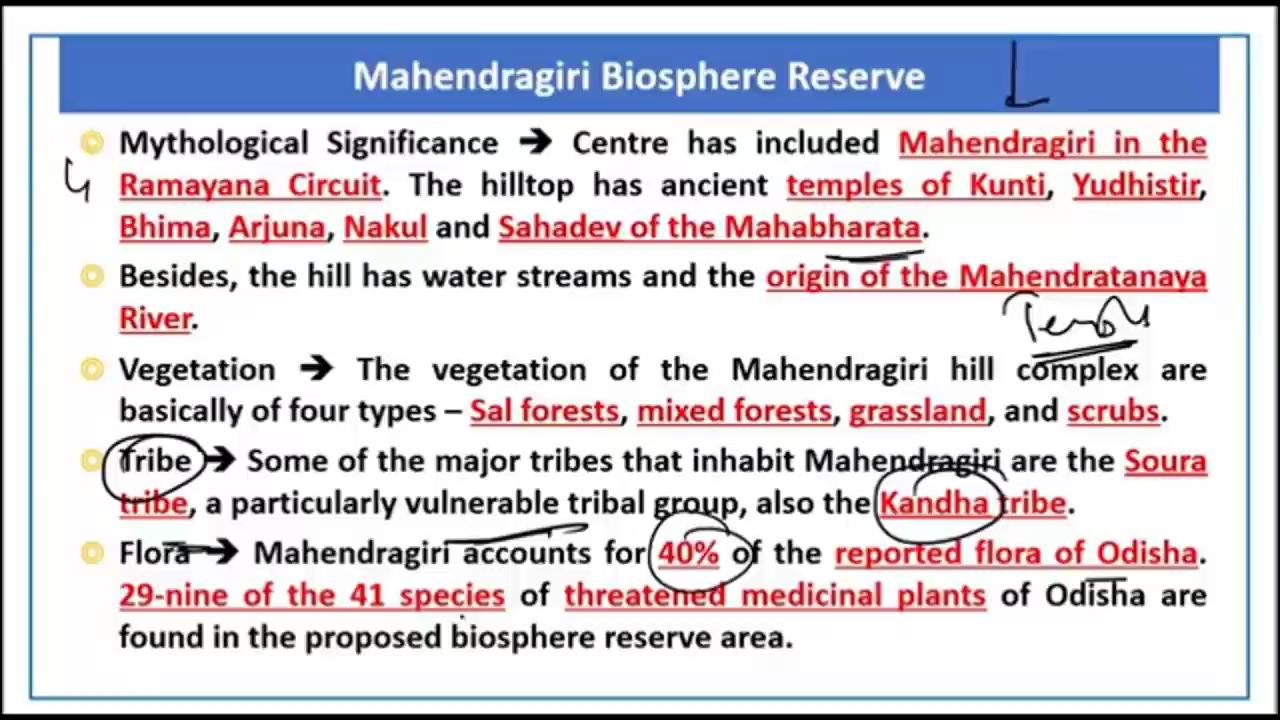 Mahendragiri Biosphere Reserve
Mythological Significance → Centre has included Mahendragiri in the
Ramayana Circuit. The hilltop has ancient temples of Kunti, Yudhistir,
Bhima, Arjuna, Nakul and Sahadev of the Mahabharata.
Besides, the hill has water streams and the origin of the Mahendratanaya
River.
Vegetation → The vegetation of the Mahendragiri hill complex are
basically of four types – Sal forests, mixed forests, grassland, and scrubs.
Tribe → Some of the major tribes that inhabit Mahendragiri are the Soura
tribe, a particularly vulnerable tribal group, also the Kandha tribe.
Flora → Mahendragiri accounts for 40% of the reported flora of Odisha.
29-nine of the 41 species of threatened medicinal plants of Odisha are
found in the proposed biosphere reserve area.